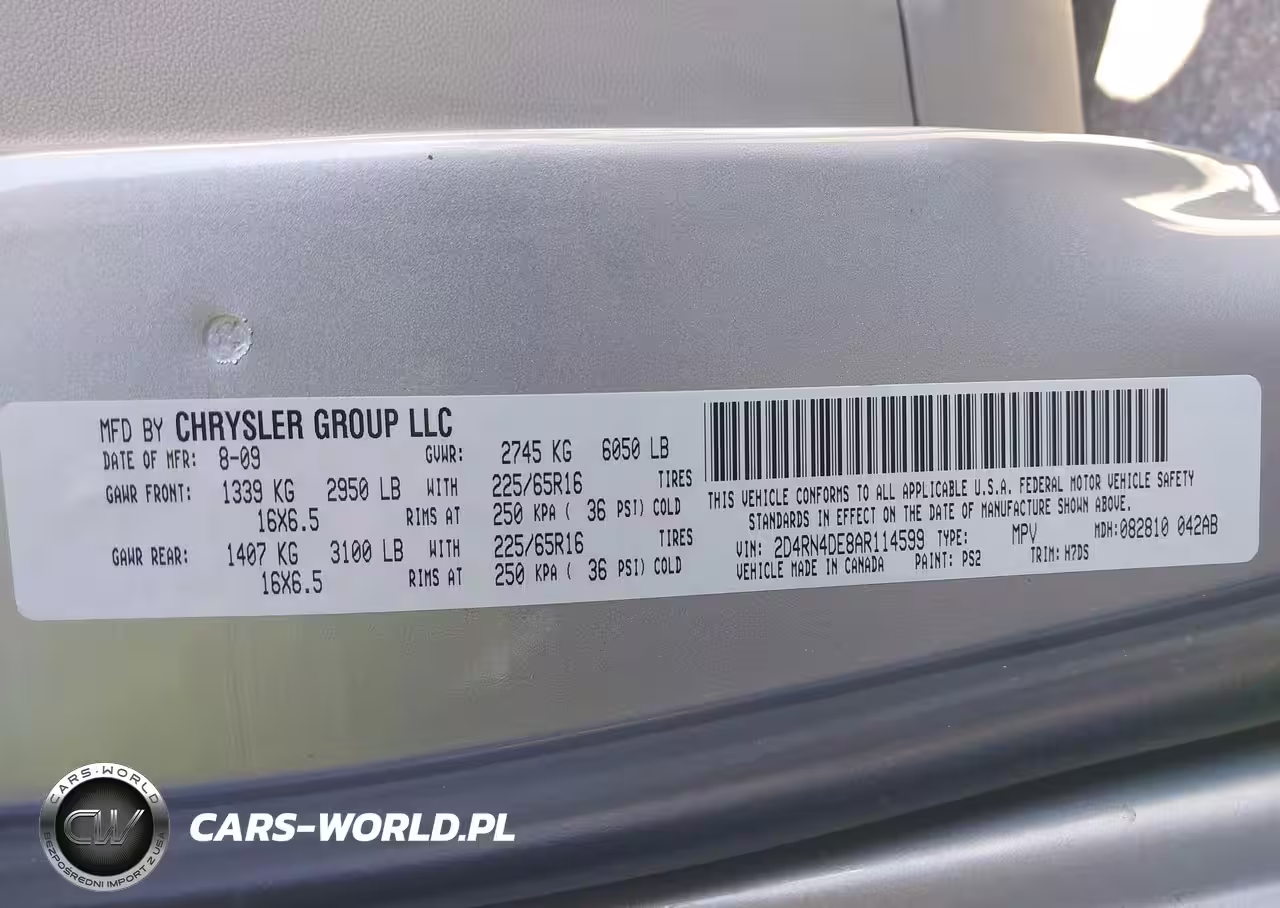 MFD BY CHRYSLER GROUP LLC
DATE OF MFR: 8-09 GVWR: 2745 KG 6050 LB
GAWR FRONT: 1339 KG 2950 LB WITH 225/65R16 TIRES
16X6.5 RIMS AT 250 KPA ( 36 PSI) COLD
GAWR REAR: 1407 KG 3100 LB WITH 225/65R16 TIRES
16X6.5 RIMS AT 250 KPA ( 36 PSI) COLD
THIS VEHICLE CONFORMS TO ALL APPLICABLE U.S.A. FEDERAL MOTOR VEHICLE SAFETY
STANDARDS IN EFFECT ON THE DATE OF MANUFACTURE SHOWN ABOVE.
VIN: 2D4RN4DE8AR114599 TYPE: MPV MDH:082810 042AB
VEHICLE MADE IN CANADA PAINT: PS2 TRIM: H7DS
CARS-WORLD
CW
BEZPOŚREDNI IMPORT Z USA
CARS-WORLD.PL